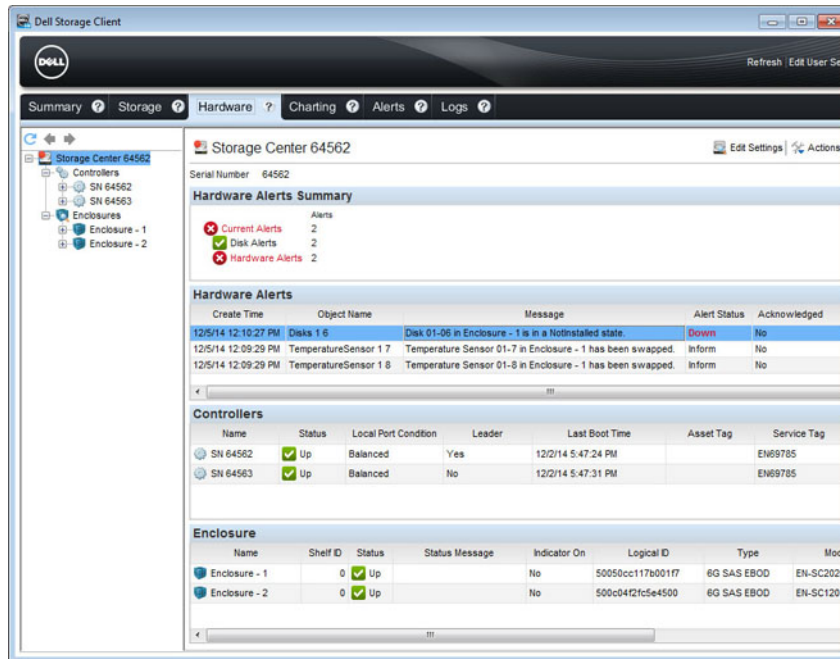 Dell Storage Client
DELL
Refresh Edit User Se
Summary ? Storage ? Hardware ? Charting ? Alerts ? Logs ?
Storage Center 64562
Controllers
SN 64562
SN 64563
Enclosures
Enclosure - 1
Enclosure - 2
Storage Center 64562
Edit Settings Actions
Serial Number 64562
Hardware Alerts Summary
Alerts
Current Alerts 2
Disk Alerts 2
Hardware Alerts 2
Hardware Alerts
Create Time Object Name Message Alert Status Acknowledged
12/5/14 12:10:27 PM Disks 1 6 Disk 01-06 in Enclosure - 1 is in a NotInstalled state. Down No
12/5/14 12:09:29 PM TemperatureSensor 1 7 Temperature Sensor 01-7 in Enclosure - 1 has been swapped. Inform No
12/5/14 12:09:29 PM TemperatureSensor 1 8 Temperature Sensor 01-8 in Enclosure - 1 has been swapped. Inform No
Controllers
Name Status Local Port Condition Leader Last Boot Time Asset Tag Service Tag
SN 64562 Up Balanced Yes 12/2/14 5:47:24 PM EN69785
SN 64563 Up Balanced No 12/2/14 5:47:31 PM EN69785
Enclosure
Name Shelf ID Status Status Message Indicator On Logical ID Type Mod
Enclosure - 1 0 Up No 50050cc117b001f7 6G SAS EBOD EN-SC202
Enclosure - 2 0 Up No 500c04f2fc5e4500 6G SAS EBOD EN-SC120